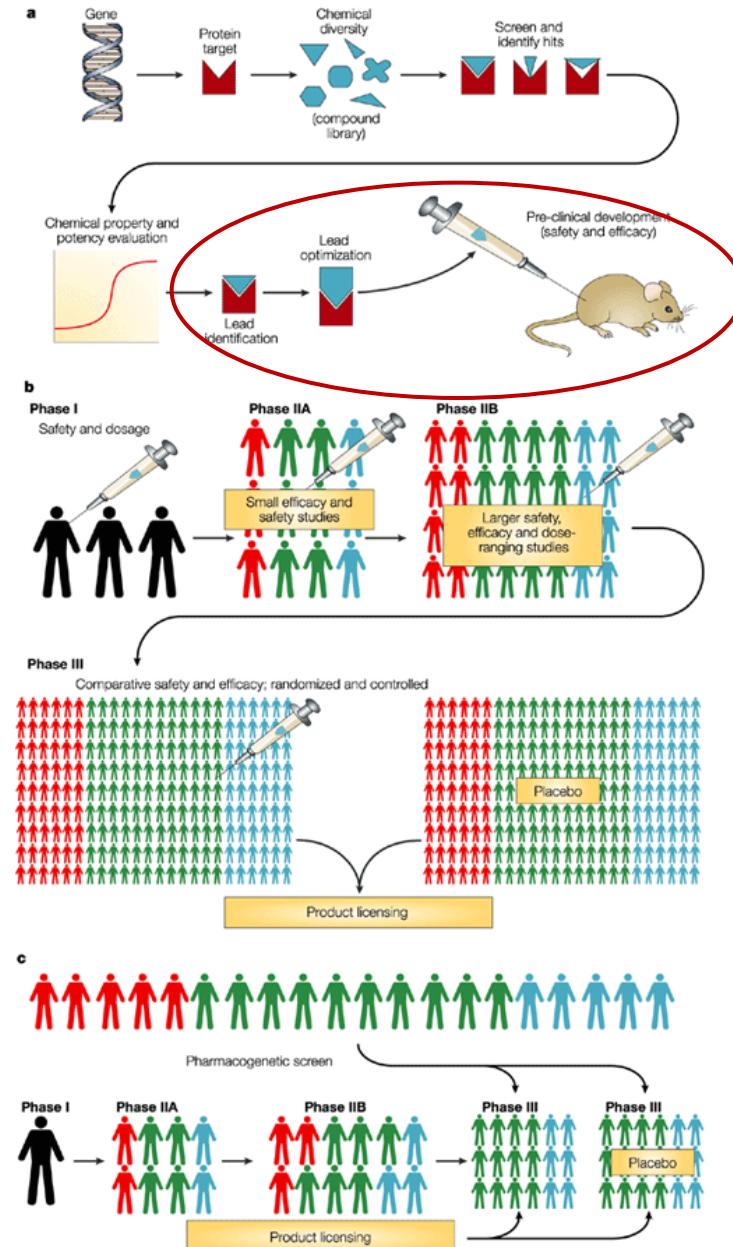 a
Gene
Protein
target
Chemical
diversity
(compound
library)
Screen and
identify hits
Chemical property and
potency evaluation
Lead
identification
Lead
optimization
Pre-clinical development
(safety and efficacy)
b
Phase I
Safety and dosage
Phase IIA
Small efficacy and
safety studies
Phase IIB
Larger safety,
efficacy and dose-
ranging studies
Phase III
Comparative safety and efficacy; randomized and controlled
Placebo
Product licensing
c
Pharmacogenetic screen
Phase I
Phase IIA
Phase IIB
Phase III
Phase III
Placebo
Product licensing